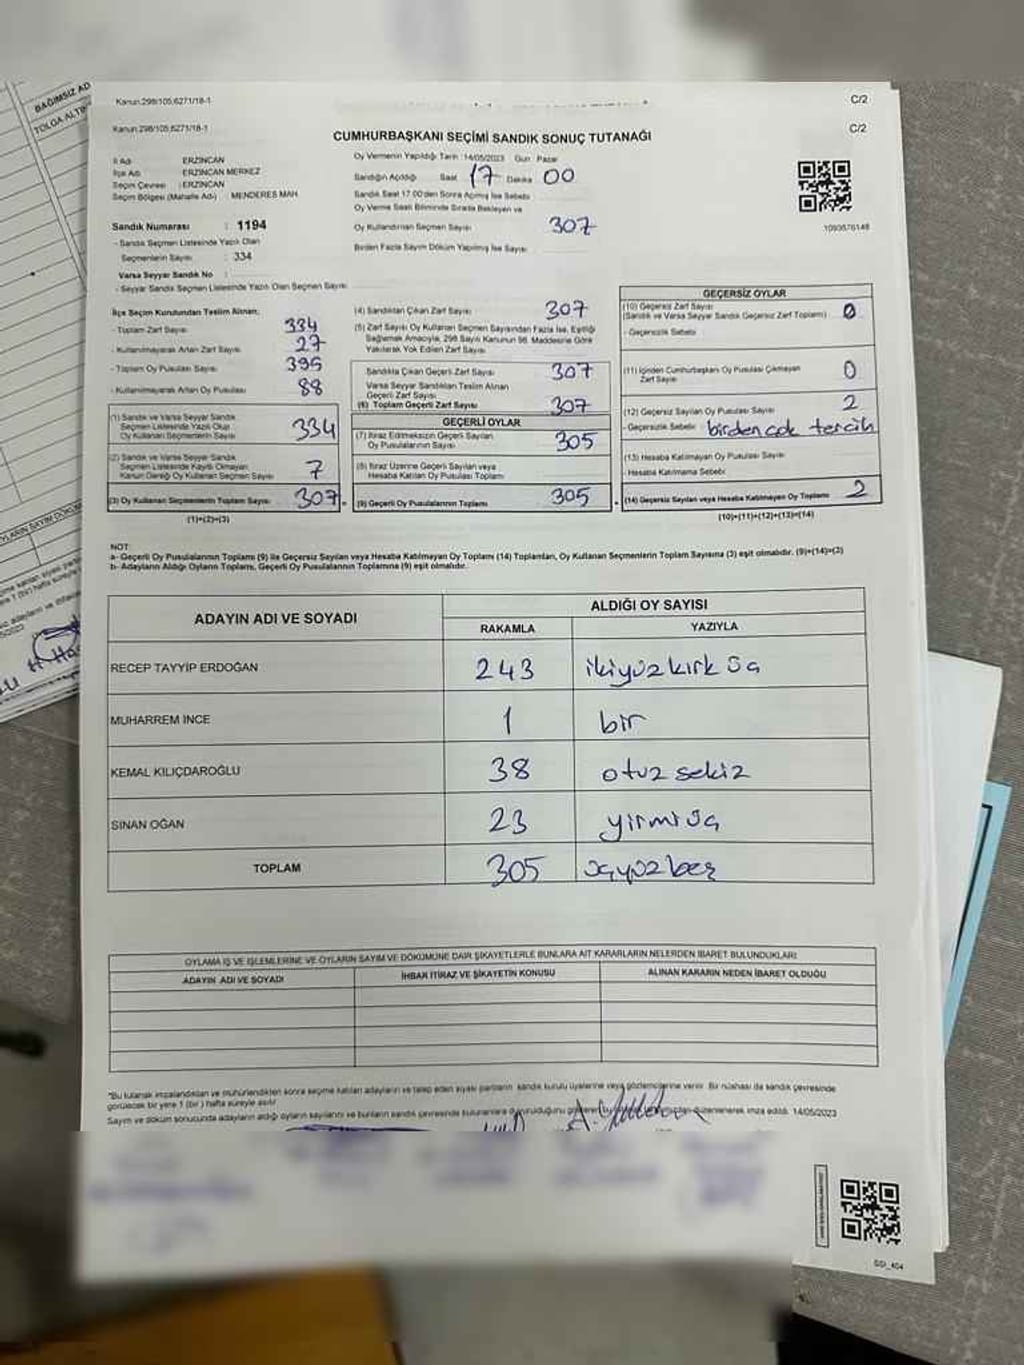 BAĞIMSIZ AD
TOLGA ALTI
Kanun:298/105;6271/18-1
C/2
Kanun:298/105;6271/18-1
C/2
CUMHURBAŞKANI SEÇİMİ SANDIK SONUÇ TUTANAĞI
İl Adı : ERZİNCAN
İlçe Adı : ERZİNCAN MERKEZ
Seçim Çevresi : ERZİNCAN
Seçim Bölgesi (Mahalle Adı) : MENDERES MAH
Oy Vermenin Yapıldığı Tarih :14/05/2023 Gün: Pazar
Sandığın Açıldığı Saat 17 Dakika 00
Sandık Saat 17.00'den Sonra Açılmış İse Sebebi
Oy Verme Saati Bitiminde Sırada Bekleyen ve
Oy Kullandırılan Seçmen Sayısı 307
Birden Fazla Sayım Döküm Yapılmış İse Sayısı
1093576148
Sandık Numarası : 1194
- Sandık Seçmen Listesinde Yazılı Olan
Seçmenlerin Sayısı : 334
Varsa Seyyar Sandık No :
- Seyyar Sandık Seçmen Listesinde Yazılı Olan Seçmen Sayısı
İlçe Seçim Kurulundan Teslim Alınan;
- Toplam Zarf Sayısı 334
- Kullanılmayarak Artan Zarf Sayısı 27
- Toplam Oy Pusulası Sayısı 395
- Kullanılmayarak Artan Oy Pusulası 88
(1) Sandık ve Varsa Seyyar Sandık
Seçmen Listesinde Yazılı Olup
Oy Kullanan Seçmenlerin Sayısı 334
(2) Sandık ve Varsa Seyyar Sandık
Seçmen Listesinde Kayıtlı Olmayan
Kanun Gereği Oy Kullanan Seçmen Sayısı 7
(3) Oy Kullanan Seçmenlerin Toplam Sayısı 307
(1)+(2)=(3)
(4) Sandıktan Çıkan Zarf Sayısı 307
(5) Zarf Sayısı Oy Kullanan Seçmen Sayısından Fazla İse, Eşitliği
Sağlamak Amacıyla, 298 Sayılı Kanunun 98. Maddesine Göre
Yakılarak Yok Edilen Zarf Sayısı
Sandıkta Çıkan Geçerli Zarf Sayısı 307
Varsa Seyyar Sandıktan Teslim Alınan
Geçerli Zarf Sayısı
(6) Toplam Geçerli Zarf Sayısı 307
GEÇERLİ OYLAR
(7) İtiraz Edilmeksizin Geçerli Sayılan
Oy Pusulalarının Sayısı 305
(8) İtiraz Üzerine Geçerli Sayılan veya
Hesaba Katılan Oy Pusulası Toplamı
(9) Geçerli Oy Pusulalarının Toplamı 305
GEÇERSİZ OYLAR
(10) Geçersiz Zarf Sayısı
(Sandık ve Varsa Seyyar Sandık Geçersiz Zarf Toplamı) 0
- Geçersizlik Sebebi
(11) İçinden Cumhurbaşkanı Oy Pusulası Çıkmayan
Zarf Sayısı 0
(12) Geçersiz Sayılan Oy Pusulası Sayısı 2
- Geçersizlik Sebebi birden çok tercih
(13) Hesaba Katılmayan Oy Pusulası Sayısı
- Hesaba Katılmama Sebebi
(14) Geçersiz Sayılan veya Hesaba Katılmayan Oy Toplamı 2
(10)+(11)+(12)+(13)=(14)
NOT:
a- Geçerli Oy Pusulalarının Toplamı (9) ile Geçersiz Sayılan veya Hesaba Katılmayan Oy Toplamı (14) Toplamları, Oy Kullanan Seçmenlerin Toplam Sayısına (3) eşit olmalıdır. (9)+(14)=(3)
b- Adayların Aldığı Oyların Toplamı, Geçerli Oy Pusulalarının Toplamına (9) eşit olmalıdır.
ADAYIN ADI VE SOYADI
ALDIĞI OY SAYISI
RAKAMLA YAZIYLA
RECEP TAYYİP ERDOĞAN 243 ikiyüzkırk üç
MUHARREM İNCE 1 bir
KEMAL KILIÇDAROĞLU 38 otuz sekiz
SİNAN OĞAN 23 yirmi üç
TOPLAM 305 üçyüz beş
OYLAMA İŞ VE İŞLEMLERİNE VE OYLARIN SAYIM VE DÖKÜMÜNE DAİR ŞİKAYETLERLE BUNLARA AİT KARARLARIN NELERDEN İBARET BULUNDUKLARI
ADAYIN ADI VE SOYADI
İHBAR İTİRAZ VE ŞİKAYETİN KONUSU
ALINAN KARARIN NEDEN İBARET OLDUĞU
"Bu tutanak imzalandıktan ve mühürlendikten sonra seçime katılan adayların ve talep eden siyasi partilerin sandık kurulu üyelerine veya gözlemcilerine verilir. Bir nüshası da sandık çevresinde
görülecek bir yere 1 (bir) hafta süreyle asılır
Sayım ve döküm sonucunda adayların aldığı oyların sayılarını ve bunların sandık çevresinde bulunanlara duyurulduğunu düzenlenerek imza edildi. 14/05/2023